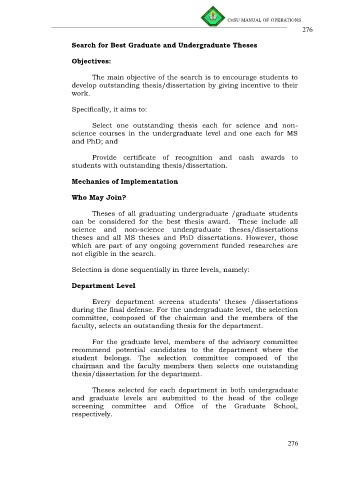 CvSU MANUAL OF OPERATIONS
276
Search for Best Graduate and Undergraduate Theses
Objectives:
The main objective of the search is to encourage students to
develop outstanding thesis/dissertation by giving incentive to their
work.
Specifically, it aims to:
Select one outstanding thesis each for science and non-
science courses in the undergraduate level and one each for MS
and PhD; and
Provide certificate of recognition and cash awards to
students with outstanding thesis/dissertation.
Mechanics of Implementation
Who May Join?
Theses of all graduating undergraduate /graduate students
can be considered for the best thesis award. These include all
science and non-science undergraduate theses/dissertations
theses and all MS theses and PhD dissertations. However, those
which are part of any ongoing government funded researches are
not eligible in the search.
Selection is done sequentially in three levels, namely:
Department Level
Every department screens students' theses /dissertations
during the final defense. For the undergraduate level, the selection
committee, composed of the chairman and the members of the
faculty, selects an outstanding thesis for the department.
For the graduate level, members of the advisory committee
recommend potential candidates to the department where the
student belongs. The selection committee composed of the
chairman and the faculty members then selects one outstanding
thesis/dissertation for the department.
Theses selected for each department in both undergraduate
and graduate levels are submitted to the head of the college
screening committee and Office of the Graduate School,
respectively.
276